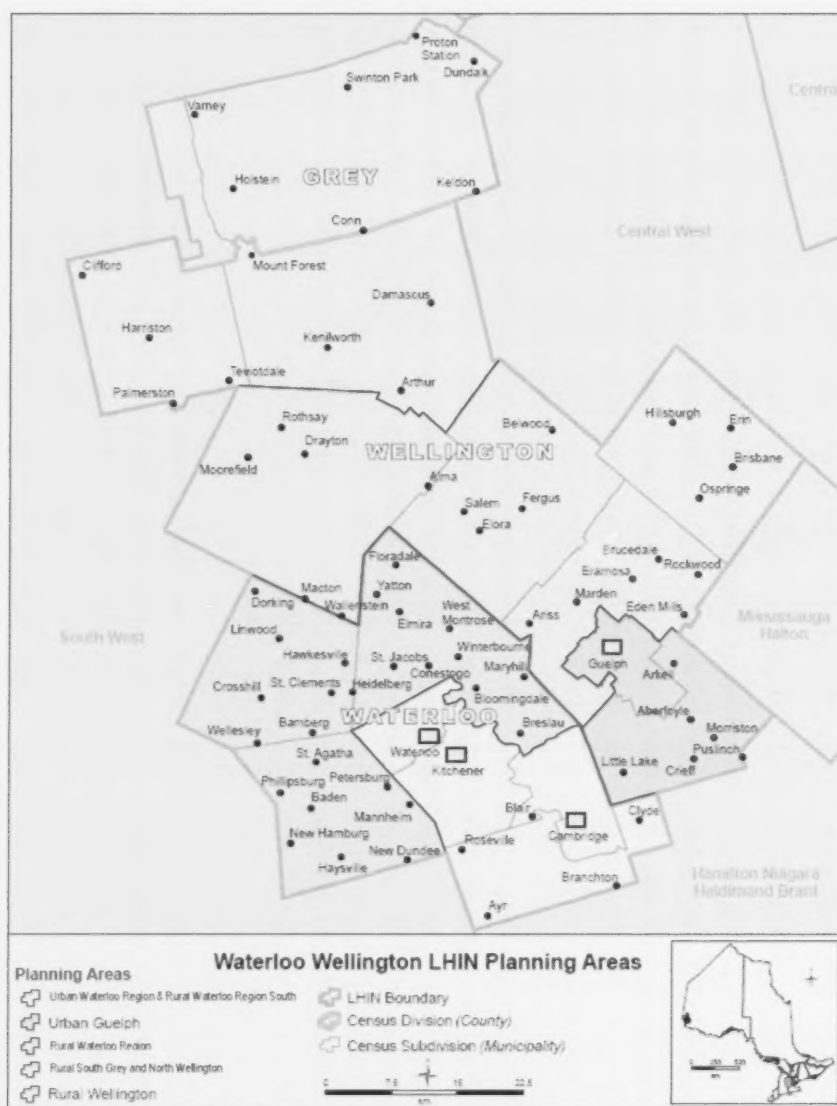 Proton
Station
Dundalk
Swinton Park
Varney
Central
Holstein
GREY
Keldon
Conn
Central West
Clifford
Mount Forest
Damascus
Harriston
Kenilworth
Teviotdale
Arthur
Palmerston
Rothsay
Drayton
Belwood
Hillsburgh
Erin
WELLINGTON
Brisbane
Moorefield
Alma
Ospringe
Salem
Fergus
Elora
Floradale
Brucedale
Rockwood
Eramosa
Macton
Yatton
Dorking
Wallenstein
West
Montrose
Marden
Ariss
Eden Mills
Elmira
Mississauga
Halton
South West
Linwood
Winterbourne
Hawkesville
St. Jacobs
Conestogo
Maryhill
Guelph
Arkell
Crosshill
St. Clements
Heidelberg
Bloomingdale
WATERLOO
Aberfoyle
Wellesley
Bamberg
Breslau
Morriston
Waterloo
Puslinch
St. Agatha
Kitchener
Little Lake
Crieff
Phillipsburg
Petersburg
Baden
Mannheim
Blair
Clyde
Cambridge
New Hamburg
New Dundee
Roseville
Haysville
Hamilton Niagara
Haldimand Brant
Branchton
Ayr
Waterloo Wellington LHIN Planning Areas
Planning Areas
Urban Waterloo Region & Rural Waterloo Region South
Urban Guelph
Rural Waterloo Region
Rural South Grey and North Wellington
Rural Wellington
LHIN Boundary
Census Division (County)
Census Subdivision (Municipality)
0 7.5 15 22.5
km
0 250 500
km